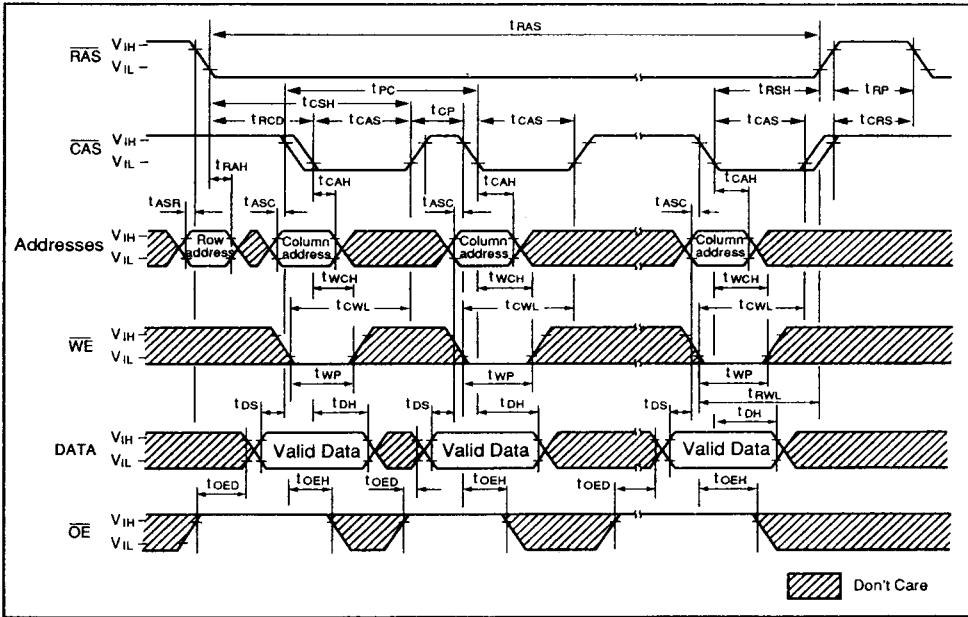 tRAS
RAS VIH
VIL
tPC tRSH tRP
tCSH tCP
tRCD tCAS tCAS tCAS tCRS
CAS VIH
VIL
tRAH tCAH tCAH tCAH
tASR tASC tASC tASC
Addresses VIH
VIL
Row address
Column address
Column address
Column address
tWCH tWCH tWCH
tCWL tCWL tCWL
WE VIH
VIL
tWP tWP tWP
tRWL
tDS tDH tDS tDH tDS tDH
DATA VIH
VIL
Valid Data Valid Data Valid Data
tOED tOEH tOED tOEH tOED tOEH
OE VIH
VIL
Don't Care